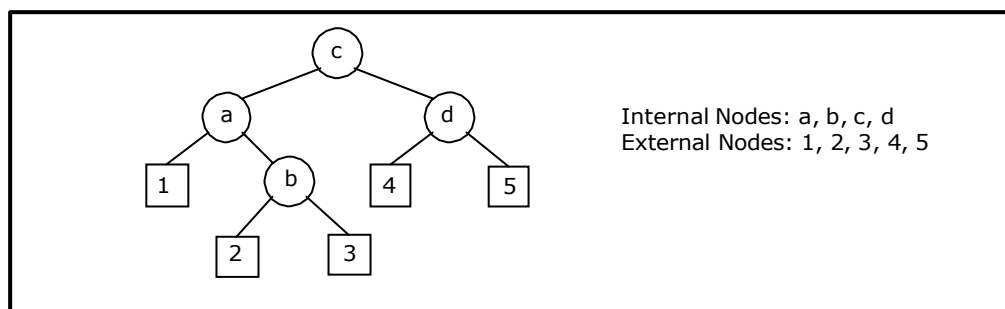 c
a
d
Internal Nodes: a, b, c, d
External Nodes: 1, 2, 3, 4, 5
1
b
4
5
2
3